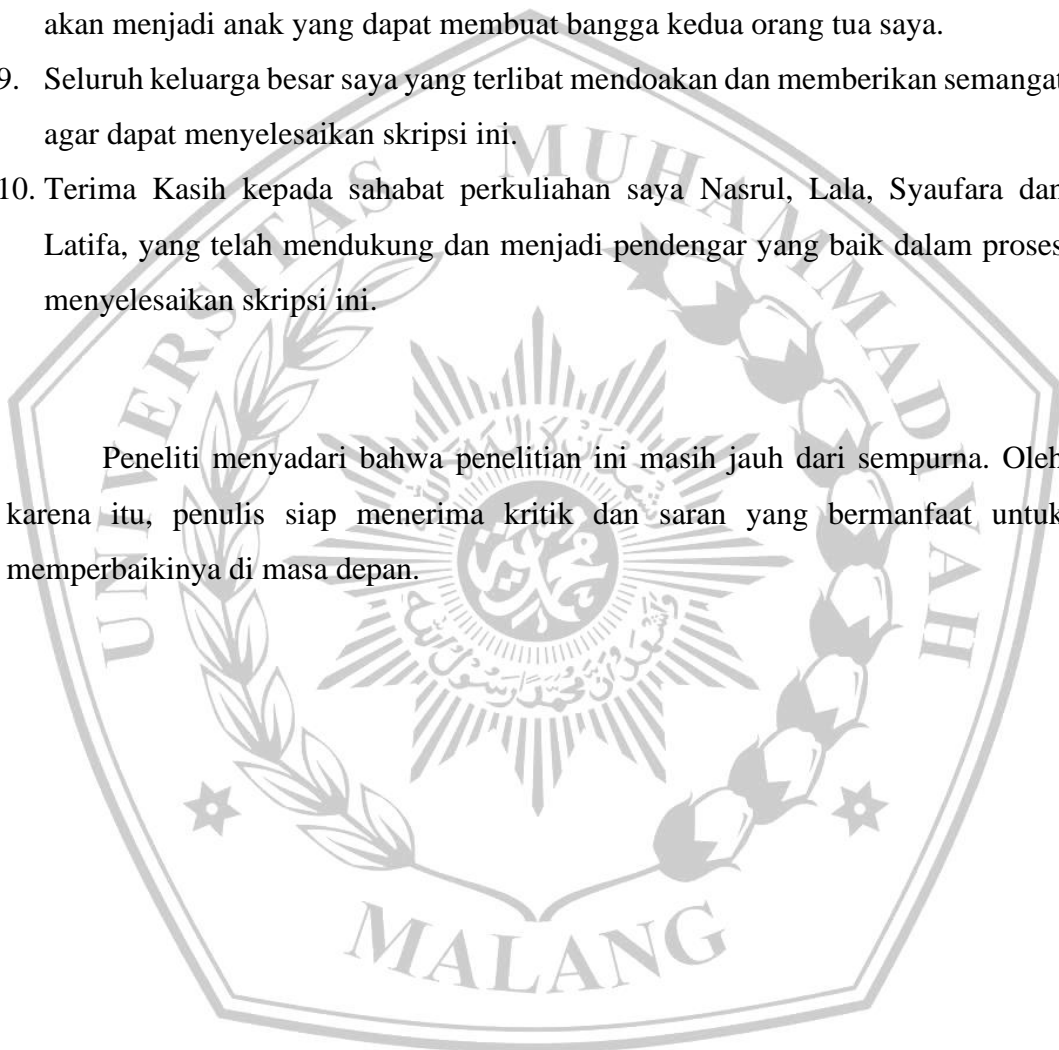 akan menjadi anak yang dapat membuat bangga kedua orang tua saya.
9. Seluruh keluarga besar saya yang terlibat mendoakan dan memberikan semangat
agar dapat menyelesaikan skripsi ini.
10. Terima Kasih kepada sahabat perkuliahan saya Nasrul, Lala, Syaufara dan
Latifa, yang telah mendukung dan menjadi pendengar yang baik dalam proses
menyelesaikan skripsi ini.
Peneliti menyadari bahwa penelitian ini masih jauh dari sempurna. Oleh
karena itu, penulis siap menerima kritik dan saran yang bermanfaat untuk
memperbaikinya di masa depan.
UNIVERSITAS MUHAMMADIYAH
MALANG